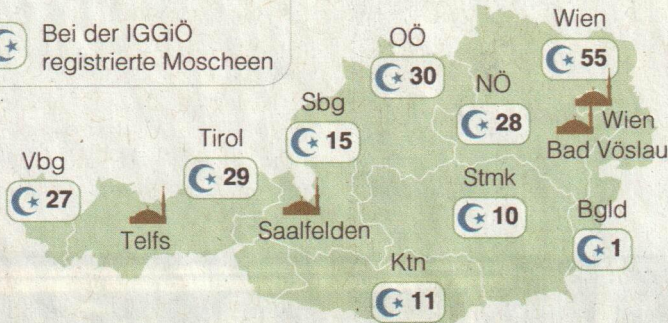 Bei der IGGiÖ
registrierte Moscheen
Wien
55
OÖ
30
NÖ
28
Sbg
15
Wien
Bad Vöslau
Tirol
29
Vbg
27
Stmk
10
Telfs
Saalfelden
Bgld
1
Ktn
11